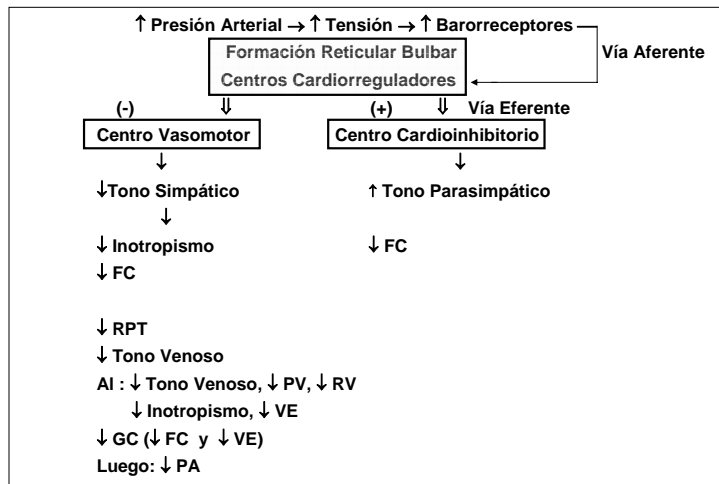 ↑ Presión Arterial → ↑ Tensión → ↑ Barorreceptores
Vía Aferente
Formación Reticular Bulbar
Centros Cardiorreguladores
(-) ⇓ (+) ⇓ Vía Eferente
Centro Vasomotor Centro Cardioinhibitorio
↓ ↓
↓Tono Simpático ↑ Tono Parasimpático
↓
↓ Inotropismo ↓ FC
↓ FC
↓ RPT
↓ Tono Venoso
Al : ↓ Tono Venoso, ↓ PV, ↓ RV
↓ Inotropismo, ↓ VE
↓ GC (↓ FC y ↓ VE)
Luego: ↓ PA